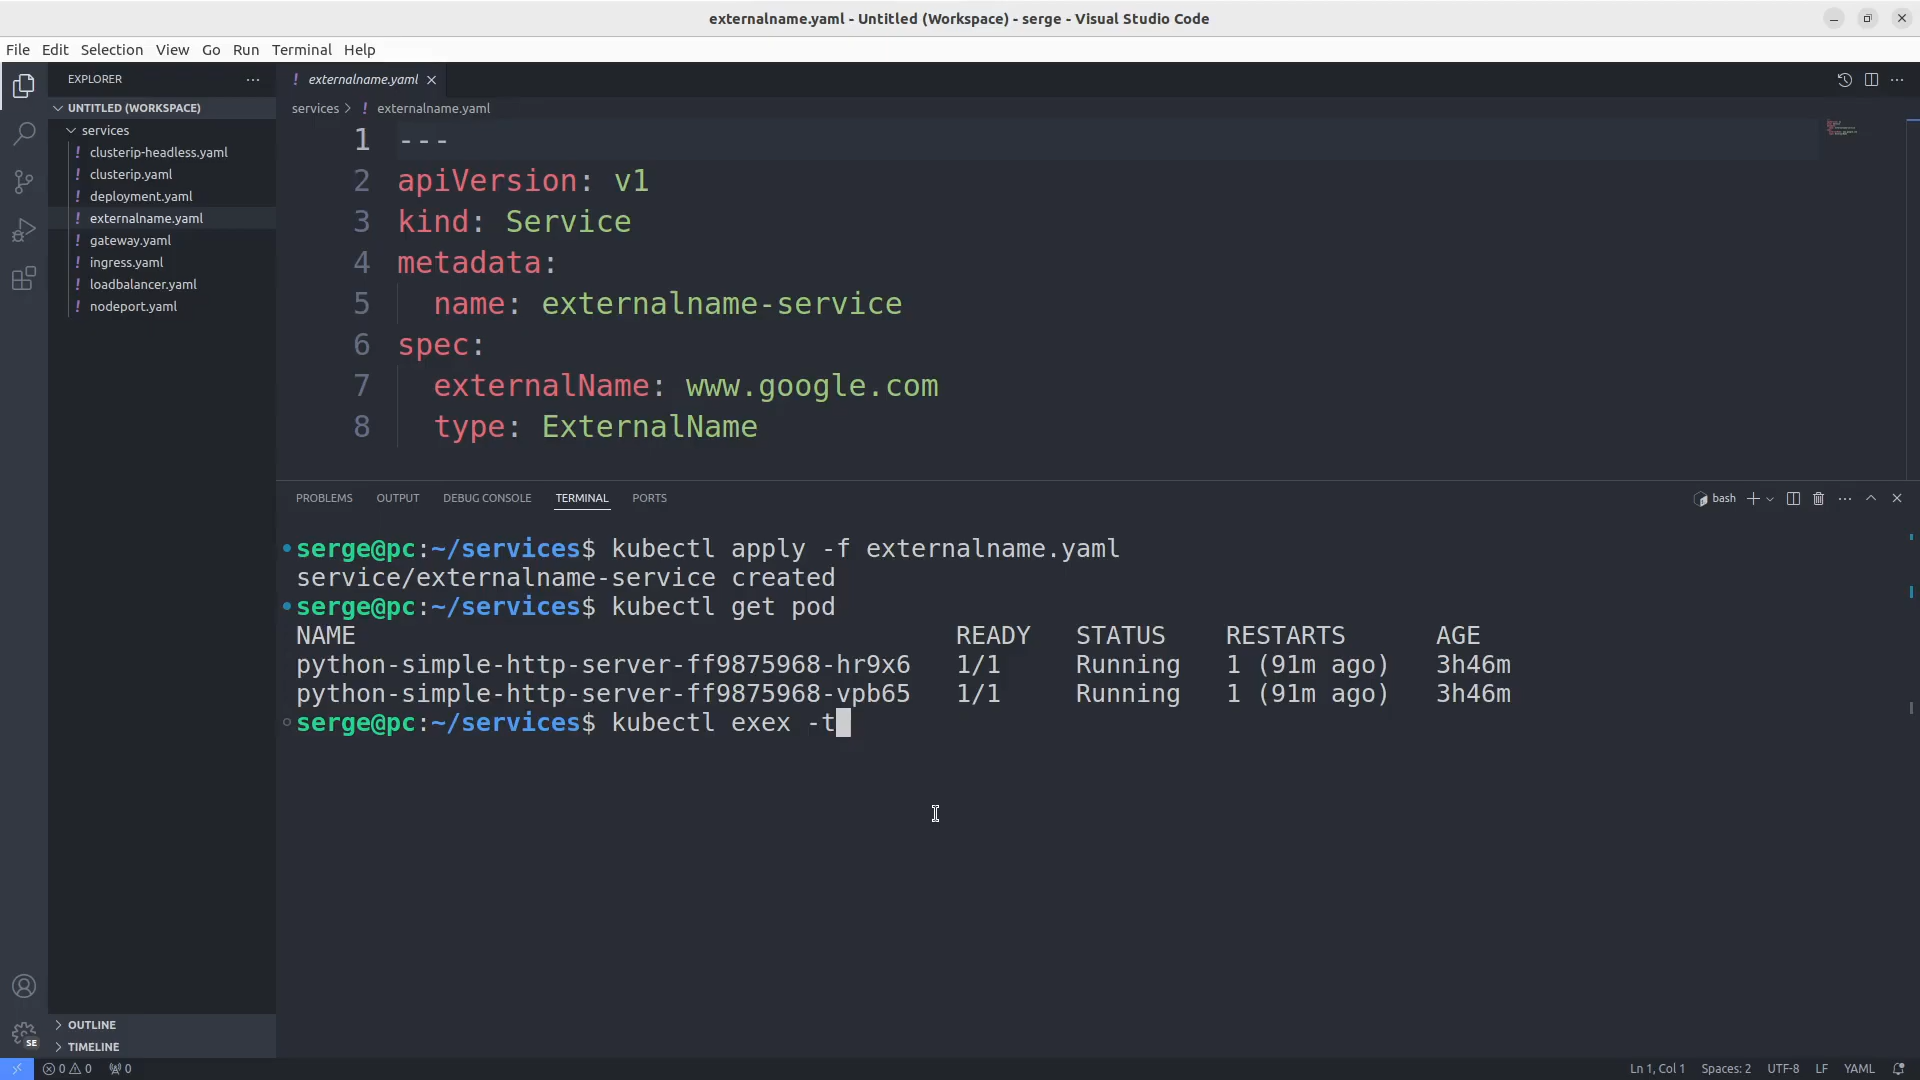 externalname.yaml - Untitled (Workspace) - serge - Visual Studio Code
File Edit Selection View Go Run Terminal Help
EXPLORER
UNTITLED (WORKSPACE)
services
! clusterip-headless.yaml
! clusterip.yaml
! deployment.yaml
! externalname.yaml
! gateway.yaml
! ingress.yaml
! loadbalancer.yaml
! nodeport.yaml
OUTLINE
TIMELINE
SE
! externalname.yaml
services > ! externalname.yaml
1 ---
2 apiVersion: v1
3 kind: Service
4 metadata:
5 name: externalname-service
6 spec:
7 externalName: www.google.com
8 type: ExternalName
PROBLEMS OUTPUT DEBUG CONSOLE TERMINAL PORTS
bash
serge@pc:~/services$ kubectl apply -f externalname.yaml
service/externalname-service created
serge@pc:~/services$ kubectl get pod
NAME READY STATUS RESTARTS AGE
python-simple-http-server-ff9875968-hr9x6 1/1 Running 1 (91m ago) 3h46m
python-simple-http-server-ff9875968-vpb65 1/1 Running 1 (91m ago) 3h46m
serge@pc:~/services$ kubectl exex -t
0 0 0
Ln 1, Col 1 Spaces: 2 UTF-8 LF YAML